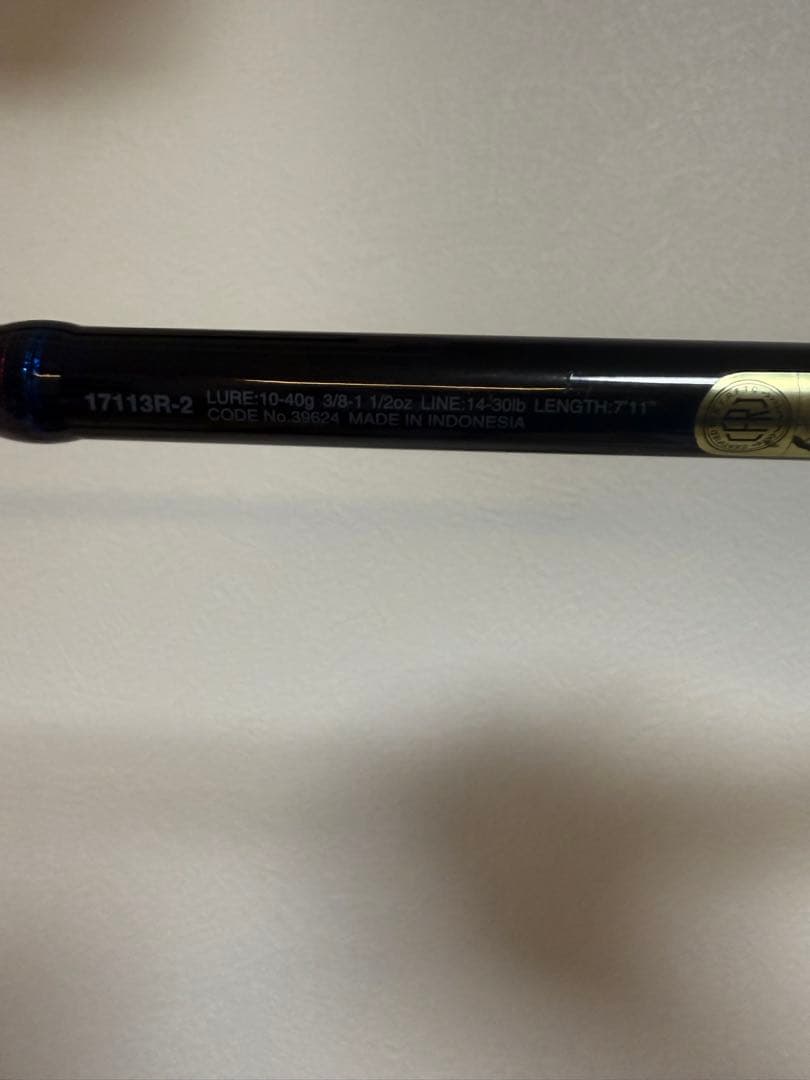 17113R-2 LURE:10-40g 3/8-1 1/2oz LINE:14-30lb LENGTH:7'11"
CODE No.39624 MADE IN INDONESIA